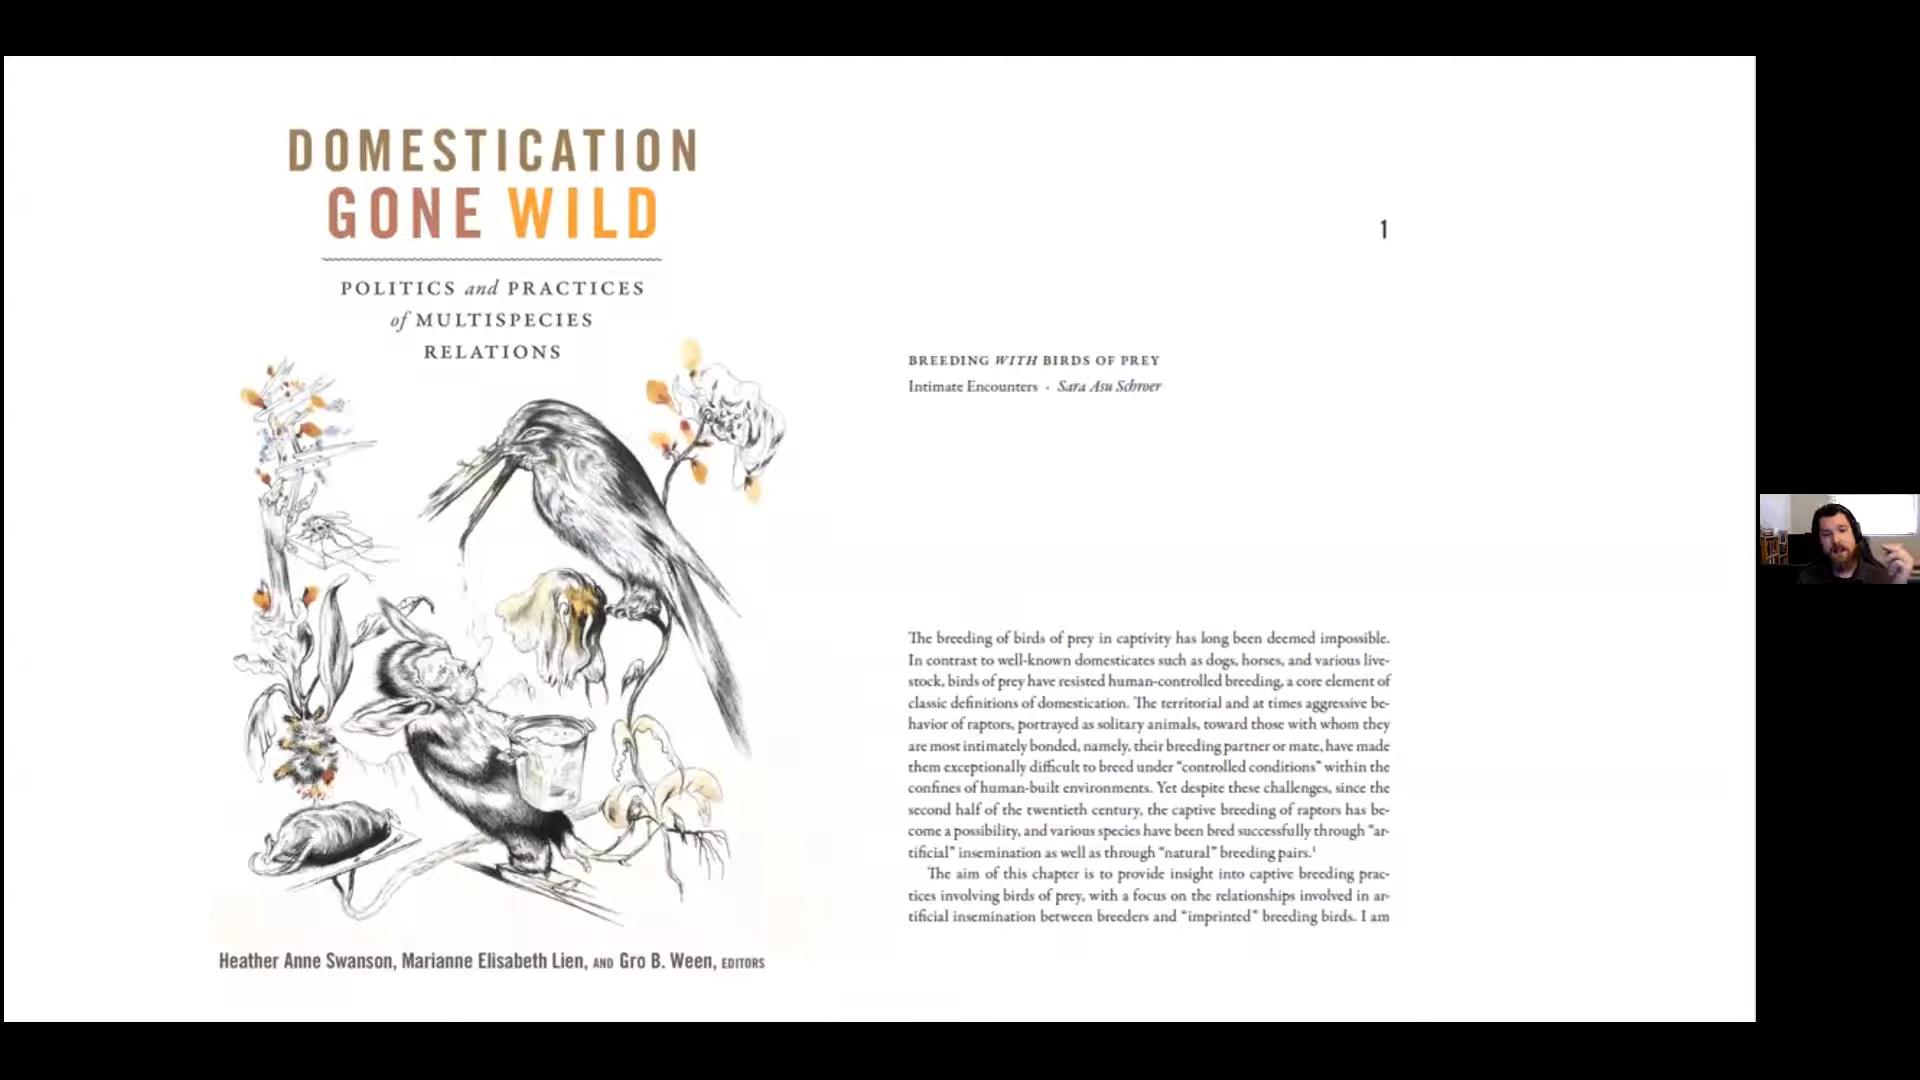 DOMESTICATION
GONE WILD
POLITICS and PRACTICES
of MULTISPECIES
RELATIONS
Heather Anne Swanson, Marianne Elisabeth Lien, AND Gro B. Ween, EDITORS
1
BREEDING WITH BIRDS OF PREY
Intimate Encounters · Sara Asu Schroer
The breeding of birds of prey in captivity has long been deemed impossible.
In contrast to well-known domesticates such as dogs, horses, and various live-
stock, birds of prey have resisted human-controlled breeding, a core element of
classic definitions of domestication. The territorial and at times aggressive be-
havior of raptors, portrayed as solitary animals, toward those with whom they
are most intimately bonded, namely, their breeding partner or mate, have made
them exceptionally difficult to breed under “controlled conditions” within the
confines of human-built environments. Yet despite these challenges, since the
second half of the twentieth century, the captive breeding of raptors has be-
come a possibility, and various species have been bred successfully through “ar-
tificial” insemination as well as through “natural” breeding pairs.¹
The aim of this chapter is to provide insight into captive breeding prac-
tices involving birds of prey, with a focus on the relationships involved in ar-
tificial insemination between breeders and “imprinted” breeding birds. I am